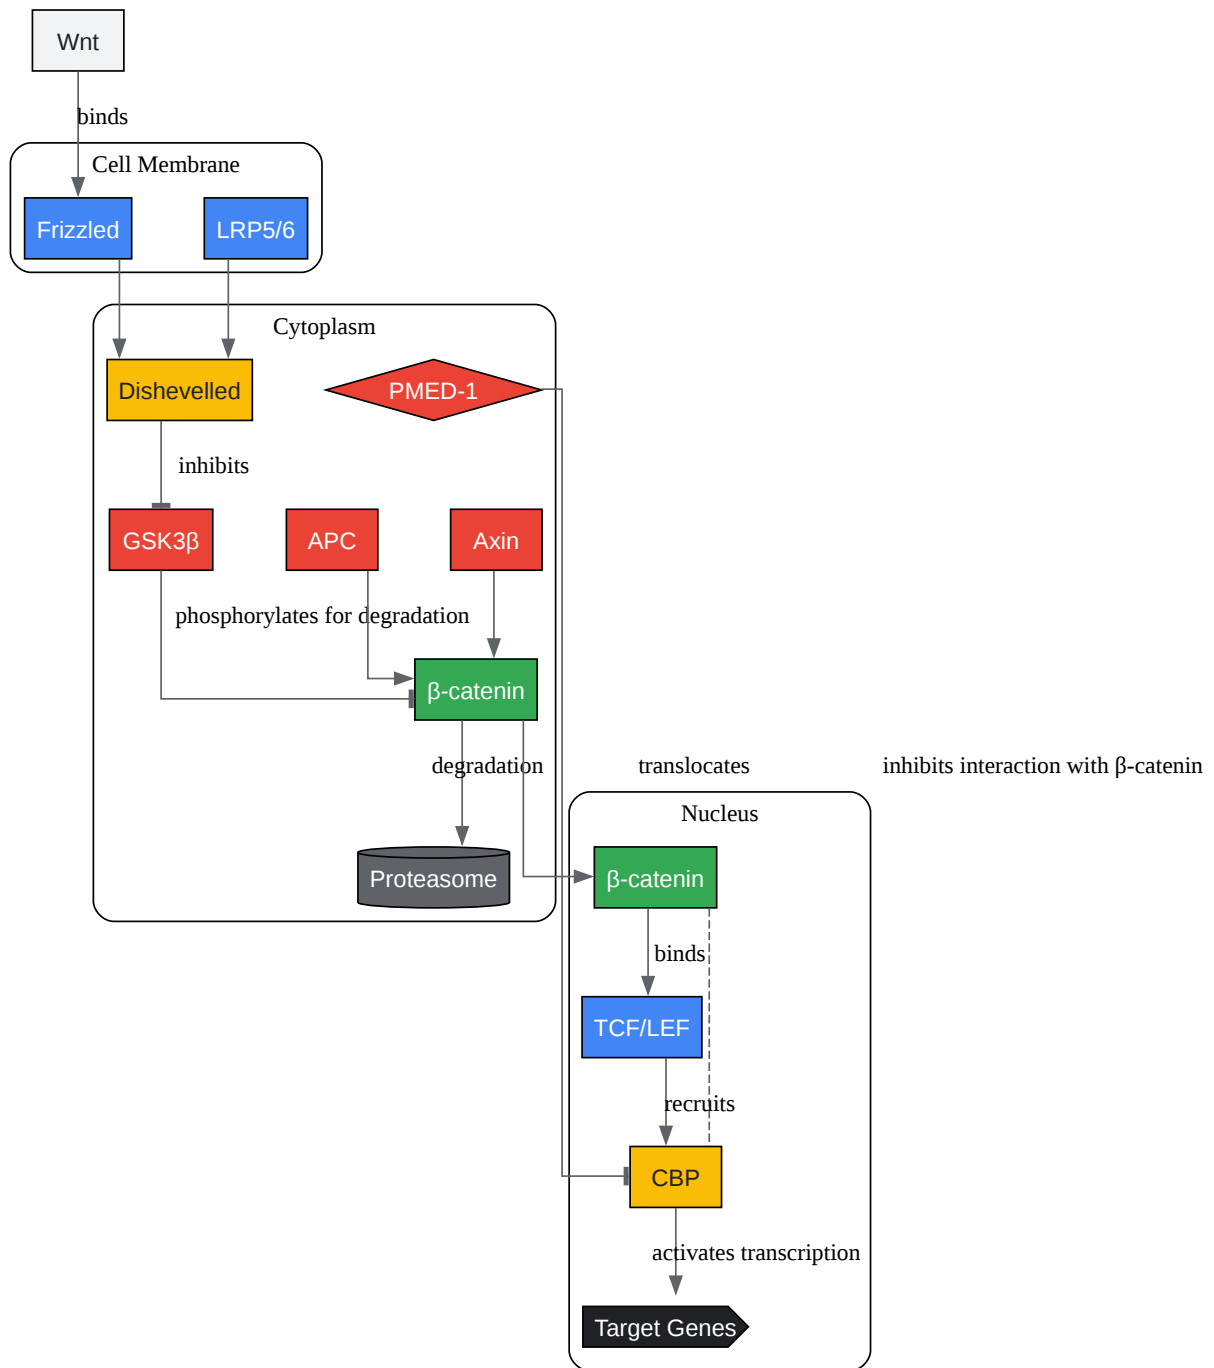 Wnt
binds
Cell Membrane
Frizzled
LRP5/6
Cytoplasm
Dishevelled
PMED-1
inhibits
GSK3β
APC
Axin
phosphorylates for degradation
β-catenin
degradation
translocates
inhibits interaction with β-catenin
Nucleus
Proteasome
β-catenin
binds
TCF/LEF
recruits
CBP
activates transcription
Target Genes